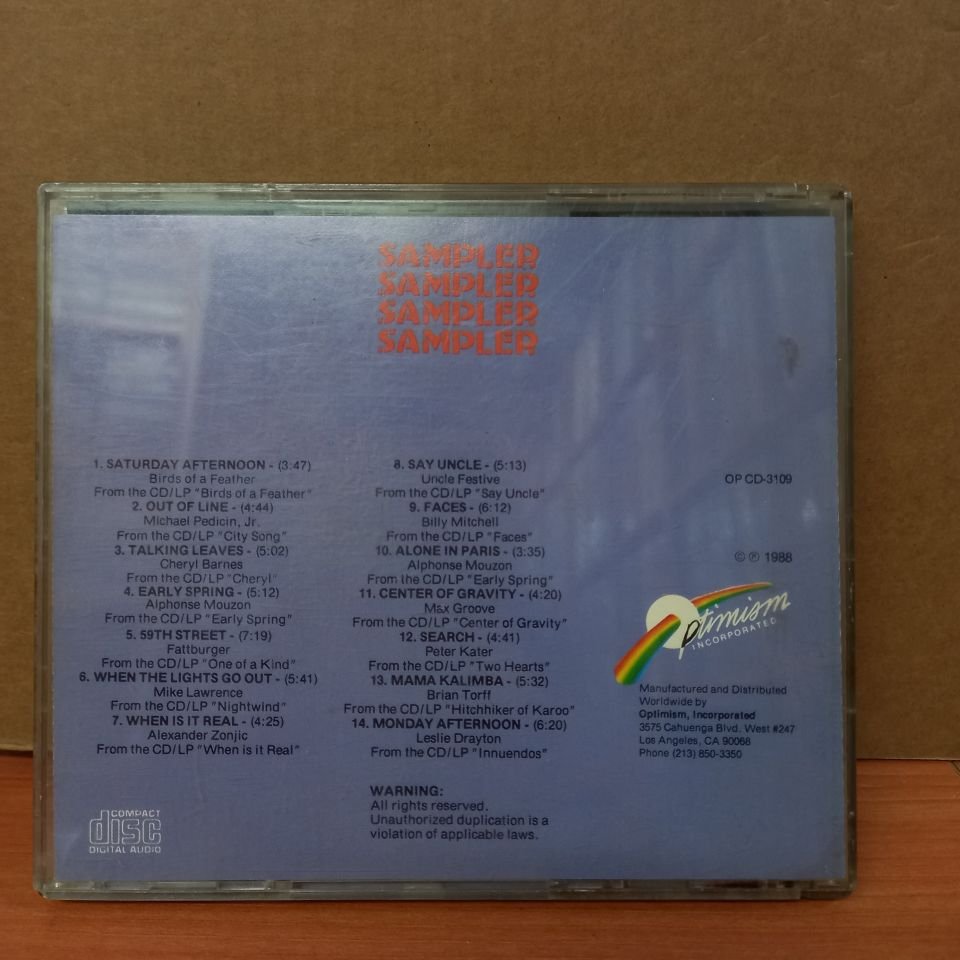 SAMPLER
SAMPLER
SAMPLER
SAMPLER
1. SATURDAY AFTERNOON - (3:47)
Birds of a Feather
From the CD/LP "Birds of a Feather"
2. OUT OF LINE - (4:44)
Michael Pedicin, Jr.
From the CD/LP "City Song"
3. TALKING LEAVES - (5:02)
Cheryl Barnes
From the CD/LP "Cheryl"
4. EARLY SPRING - (5:12)
Alphonse Mouzon
From the CD/LP "Early Spring"
5. 59TH STREET - (7:19)
Fattburger
From the CD/LP "One of a Kind"
6. WHEN THE LIGHTS GO OUT - (5:41)
Mike Lawrence
From the CD/LP "Nightwind"
7. WHEN IS IT REAL - (4:25)
Alexander Zonjic
From the CD/LP "When is it Real"
8. SAY UNCLE - (5:13)
Uncle Festive
From the CD/LP "Say Uncle"
9. FACES - (6:12)
Billy Mitchell
From the CD/LP "Faces"
10. ALONE IN PARIS - (3:35)
Alphonse Mouzon
From the CD/LP "Early Spring"
11. CENTER OF GRAVITY - (4:20)
Max Groove
From the CD/LP "Center of Gravity"
12. SEARCH - (4:41)
Peter Kater
From the CD/LP "Two Hearts"
13. MAMA KALIMBA - (5:32)
Brian Torff
From the CD/LP "Hitchhiker of Karoo"
14. MONDAY AFTERNOON - (6:20)
Leslie Drayton
From the CD/LP "Innuendos"
OP CD-3109
© ℗ 1988
Optimism
INCORPORATED
Manufactured and Distributed
Worldwide by
Optimism, Incorporated
3575 Cahuenga Blvd. West #247
Los Angeles, CA 90068
Phone (213) 850-3350
WARNING:
All rights reserved.
Unauthorized duplication is a
violation of applicable laws.
COMPACT
disc
DIGITAL AUDIO